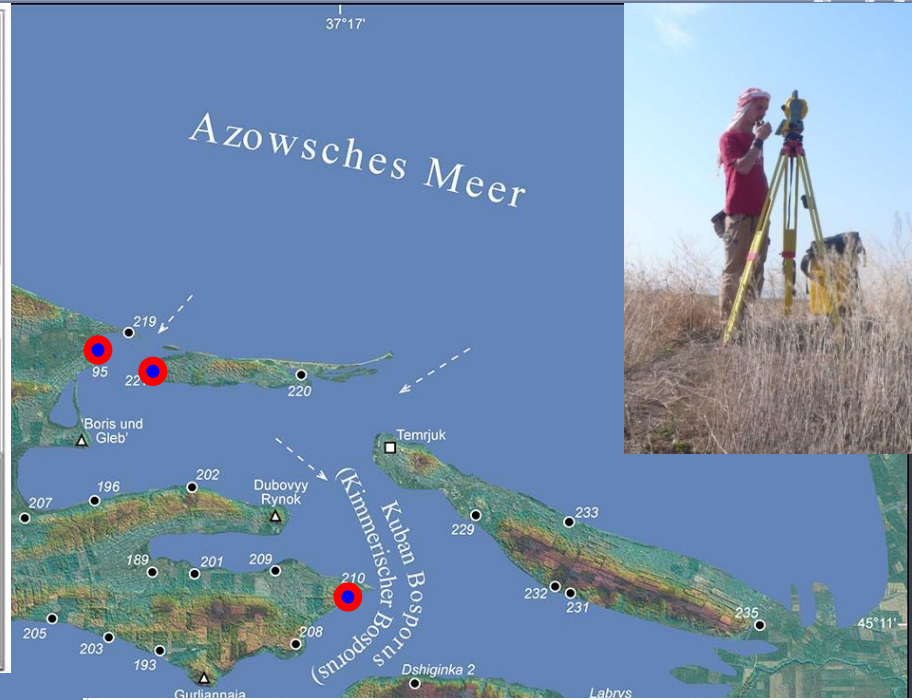 37°17'
Azowsches Meer
219
95
220
'Boris und
Gleb'
Temrjuk
202
196
Dubovyy
Rynok
207
(Kimmerischer Bosporus)
Kuban Bosporus
229
233
189
201
209
210
232
231
205
203
193
208
235
45°11'
Dshiginka 2
Labrys
Gurljannaja